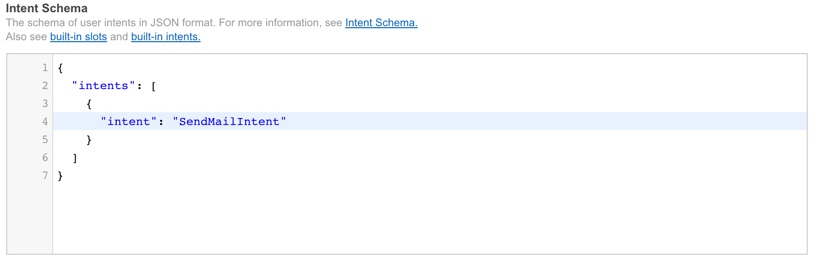 Intent Schema
The schema of user intents in JSON format. For more information, see Intent Schema.
Also see built-in slots and built-in intents.
1 {
2   "intents": [
3     {
4       "intent": "SendMailIntent"
5     }
6   ]
7 }